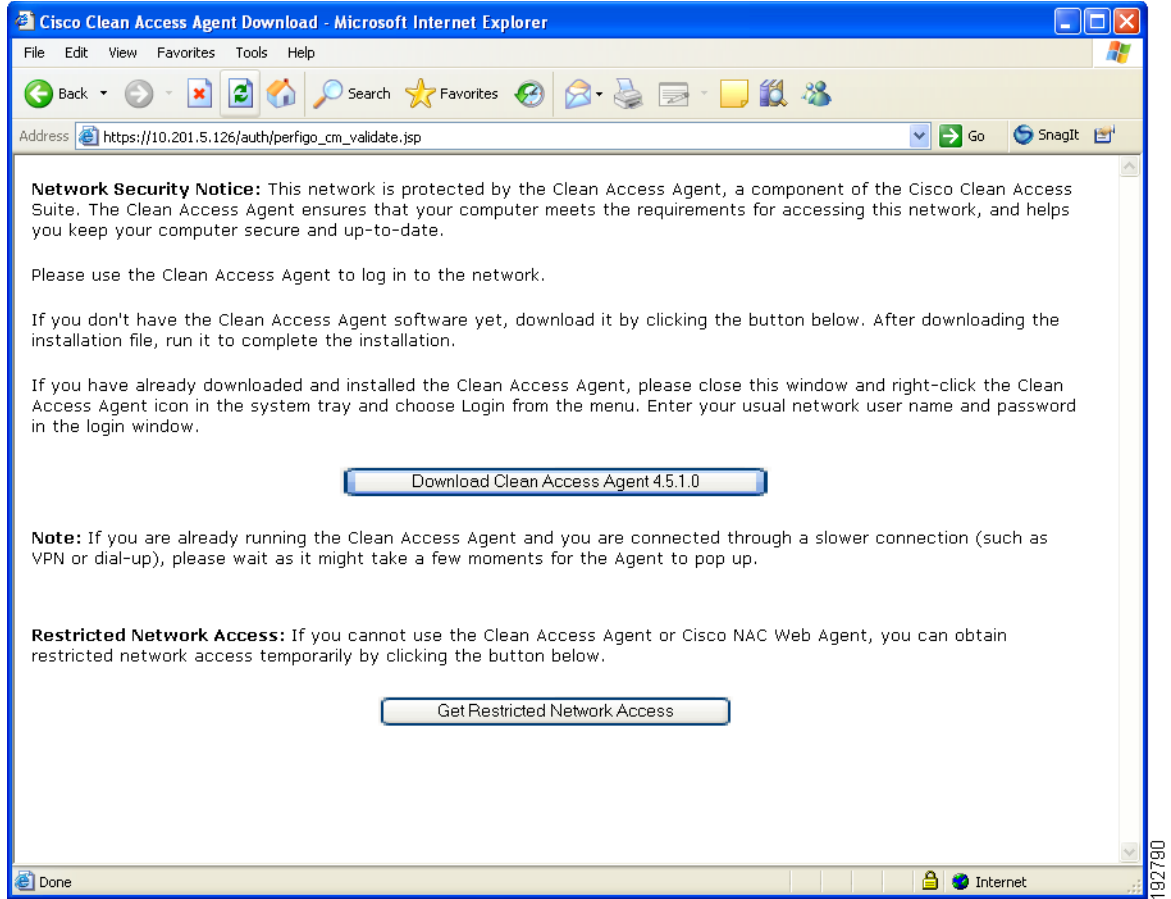 Cisco Clean Access Agent Download - Microsoft Internet Explorer
File Edit View Favorites Tools Help
Back Search Favorites
Address https://10.201.5.126/auth/perfigo_cm_validate.jsp Go SnagIt
Network Security Notice: This network is protected by the Clean Access Agent, a component of the Cisco Clean Access
Suite. The Clean Access Agent ensures that your computer meets the requirements for accessing this network, and helps
you keep your computer secure and up-to-date.
Please use the Clean Access Agent to log in to the network.
If you don't have the Clean Access Agent software yet, download it by clicking the button below. After downloading the
installation file, run it to complete the installation.
If you have already downloaded and installed the Clean Access Agent, please close this window and right-click the Clean
Access Agent icon in the system tray and choose Login from the menu. Enter your usual network user name and password
in the login window.
Download Clean Access Agent 4.5.1.0
Note: If you are already running the Clean Access Agent and you are connected through a slower connection (such as
VPN or dial-up), please wait as it might take a few moments for the Agent to pop up.
Restricted Network Access: If you cannot use the Clean Access Agent or Cisco NAC Web Agent, you can obtain
restricted network access temporarily by clicking the button below.
Get Restricted Network Access
Done Internet
192790